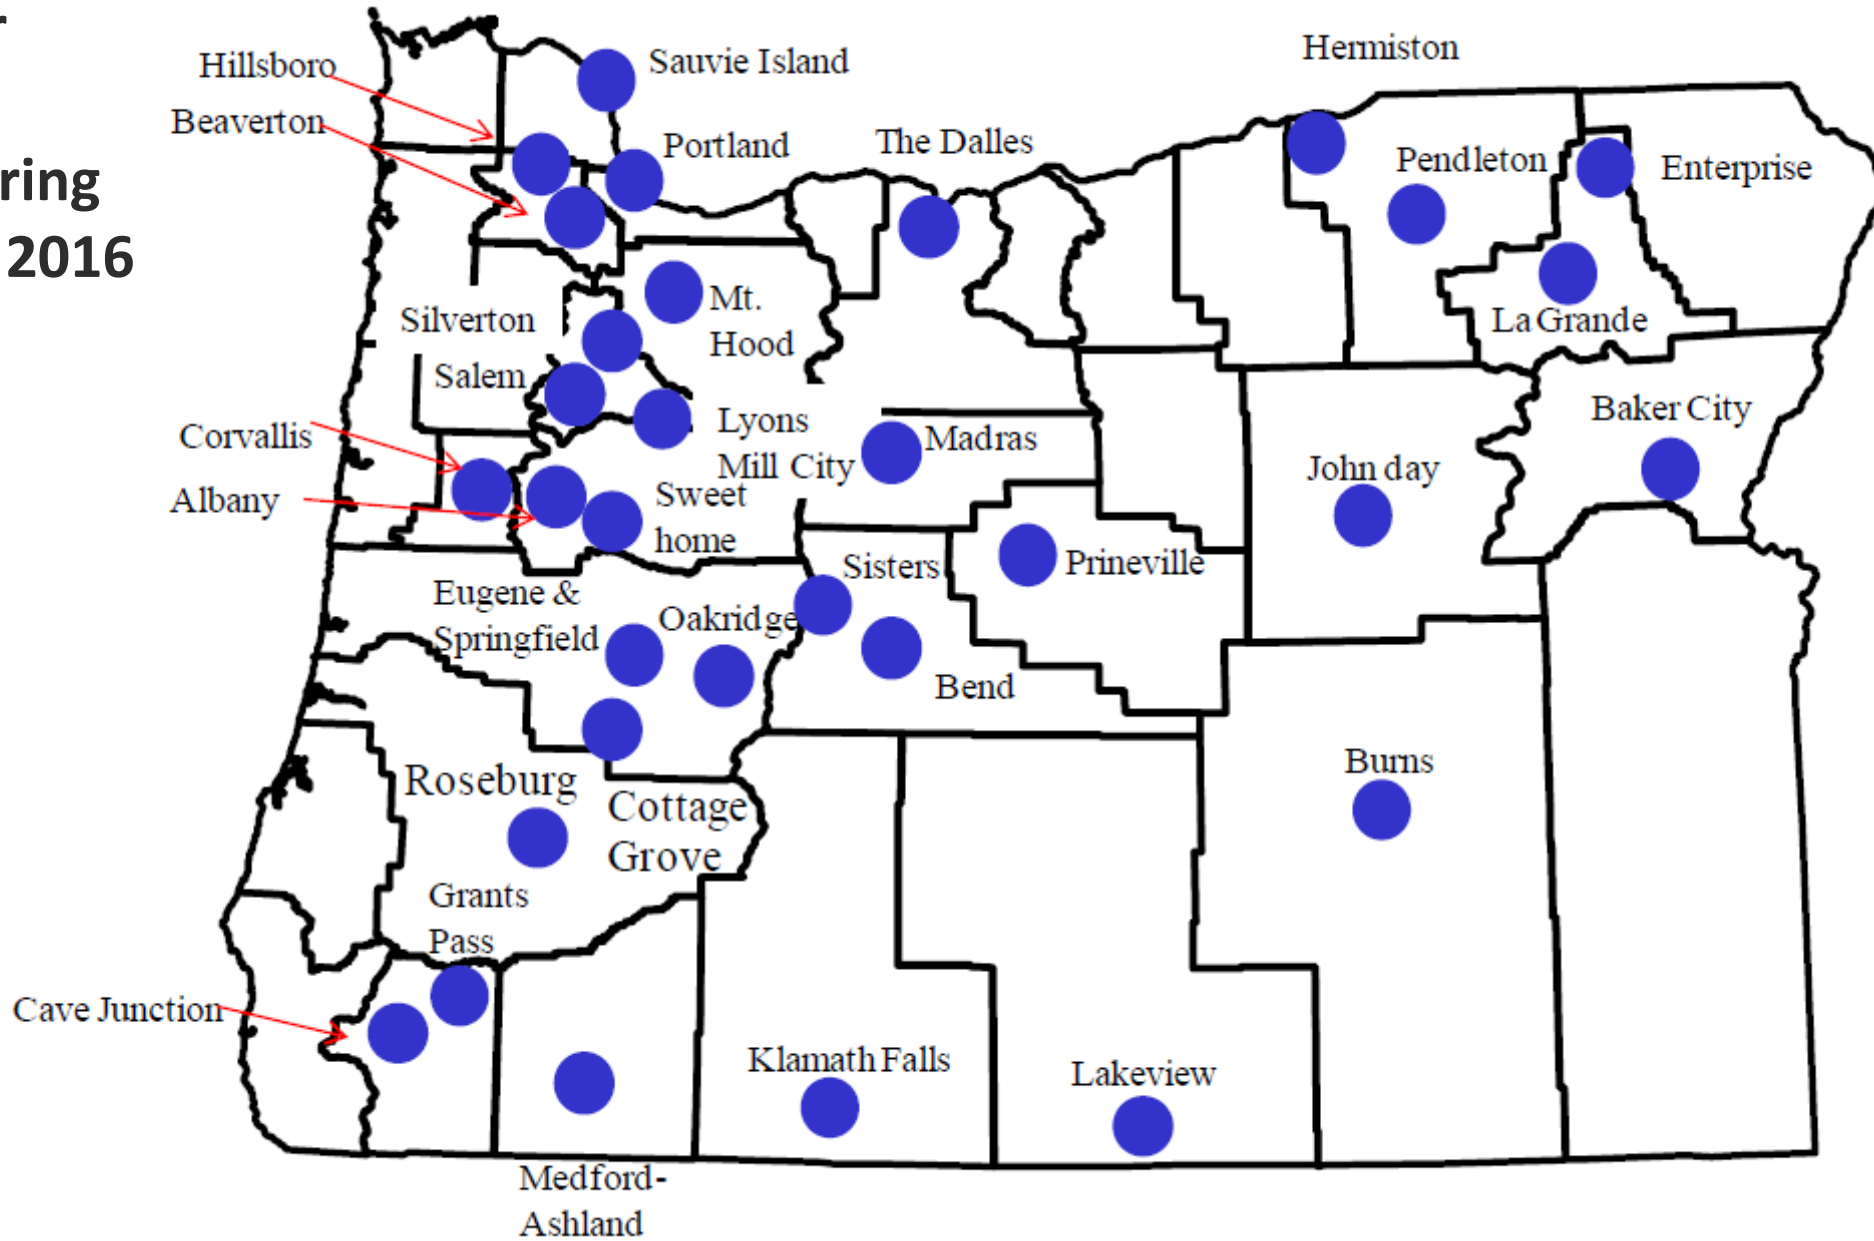 r
ring
2016
Hillsboro
Beaverton
Sauvie Island
Portland
The Dalles
Hermiston
Pendleton
Enterprise
La Grande
Silverton
Salem
Mt.
Hood
Corvallis
Albany
Lyons
Mill City
Sweet
home
Madras
John day
Baker City
Eugene &
Springfield
Oakridge
Sisters
Prineville
Bend
Roseburg
Cottage
Grove
Burns
Grants
Pass
Cave Junction
Klamath Falls
Lakeview
Medford-
Ashland